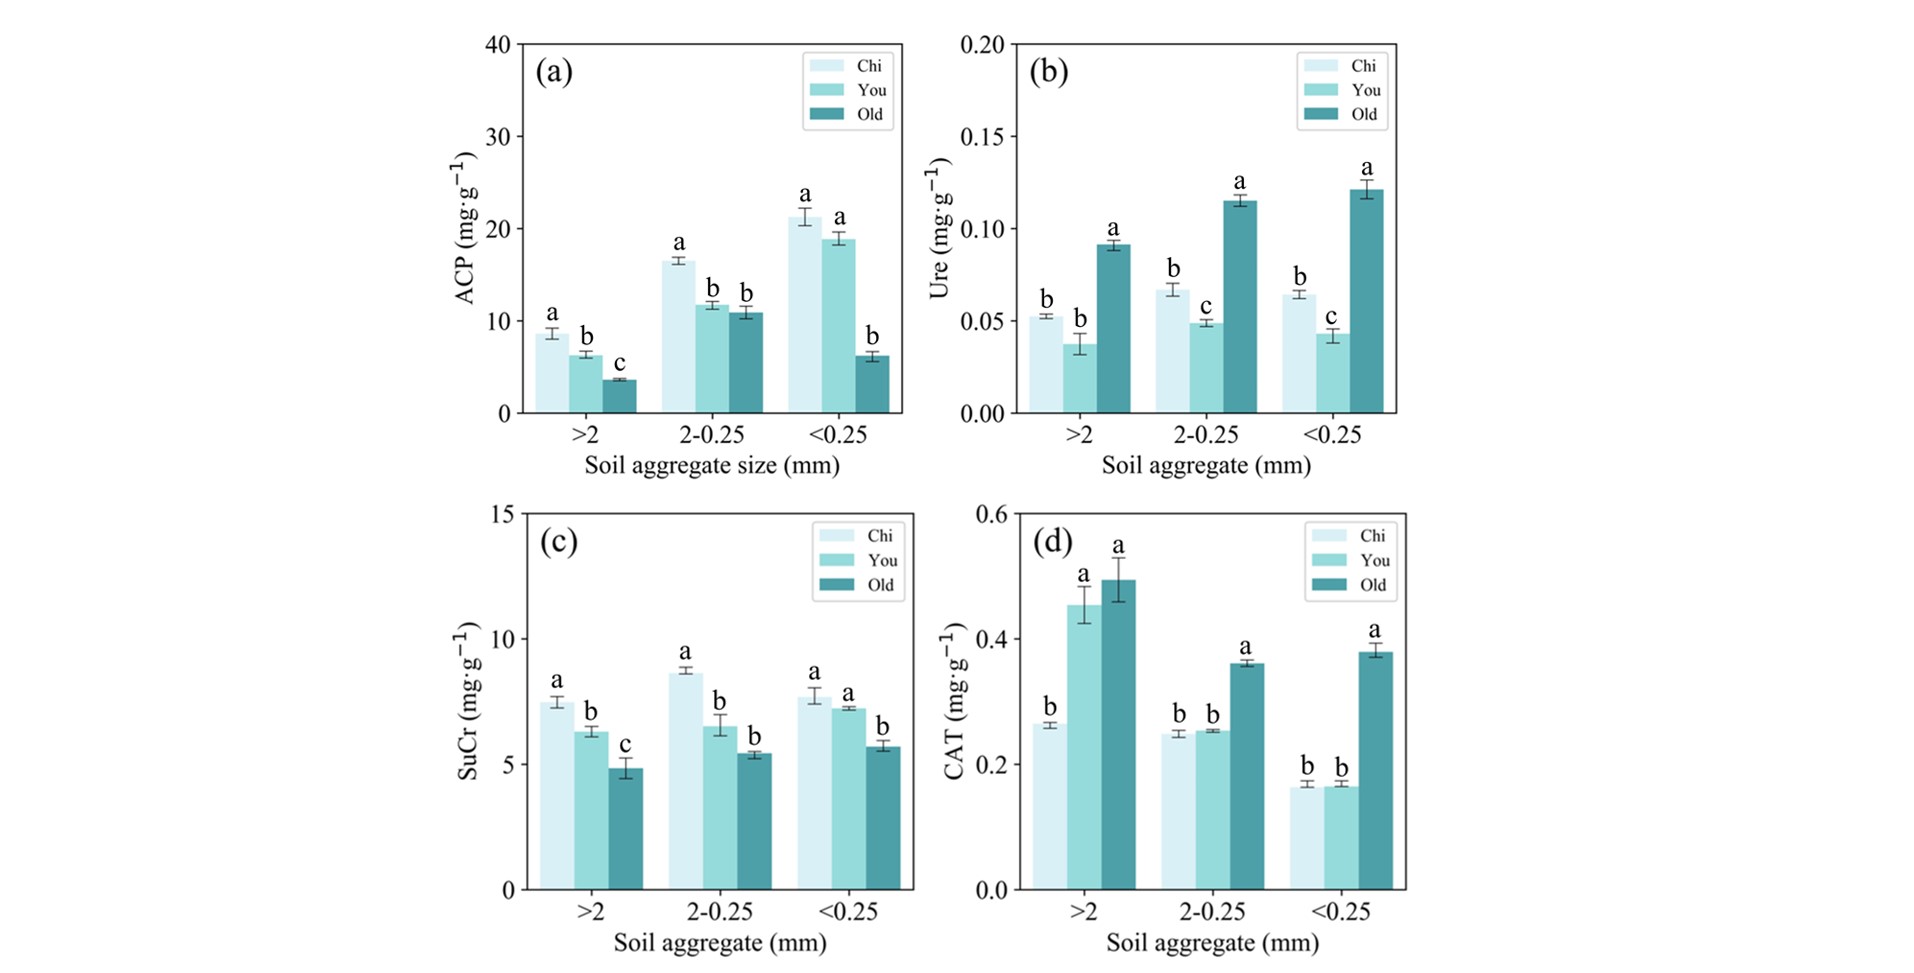 (a)
40
30
20
10
0
ACP (mg·g⁻¹)
Chi
You
Old
a
b
c
a
b
b
a
a
b
>2
2-0.25
<0.25
Soil aggregate size (mm)
(b)
0.20
0.15
0.10
0.05
0.00
Ure (mg·g⁻¹)
Chi
You
Old
b
b
a
b
c
a
b
c
a
>2
2-0.25
<0.25
Soil aggregate (mm)
(c)
15
10
5
0
SuCr (mg·g⁻¹)
Chi
You
Old
a
b
c
a
b
b
a
a
b
>2
2-0.25
<0.25
Soil aggregate (mm)
(d)
0.6
0.4
0.2
0.0
CAT (mg·g⁻¹)
Chi
You
Old
b
a
a
b
b
a
b
b
a
>2
2-0.25
<0.25
Soil aggregate (mm)